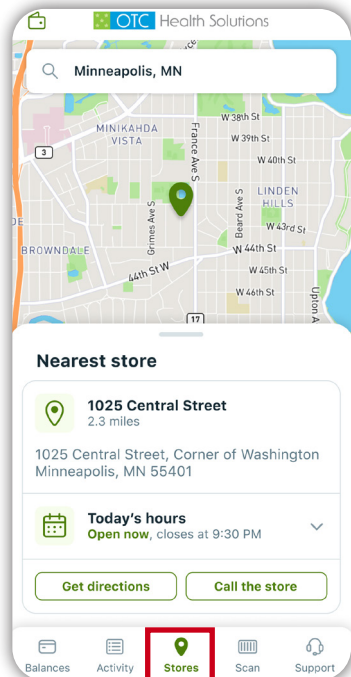 OTC Health Solutions
Minneapolis, MN
W 38th St
MINIKAHDA
VISTA
France Ave S
W 39th St
3
W 40th St
Grimes Ave S
Beard Ave S
LINDEN
HILLS
W 43rd St
BROWNDALE
W 44th St
44th St W
W 45th St
W 46th St
Upton A
17
Nearest store
1025 Central Street
2.3 miles
1025 Central Street, Corner of Washington
Minneapolis, MN 55401
Today's hours
Open now, closes at 9:30 PM
Get directions
Call the store
Balances
Activity
Stores
Scan
Support